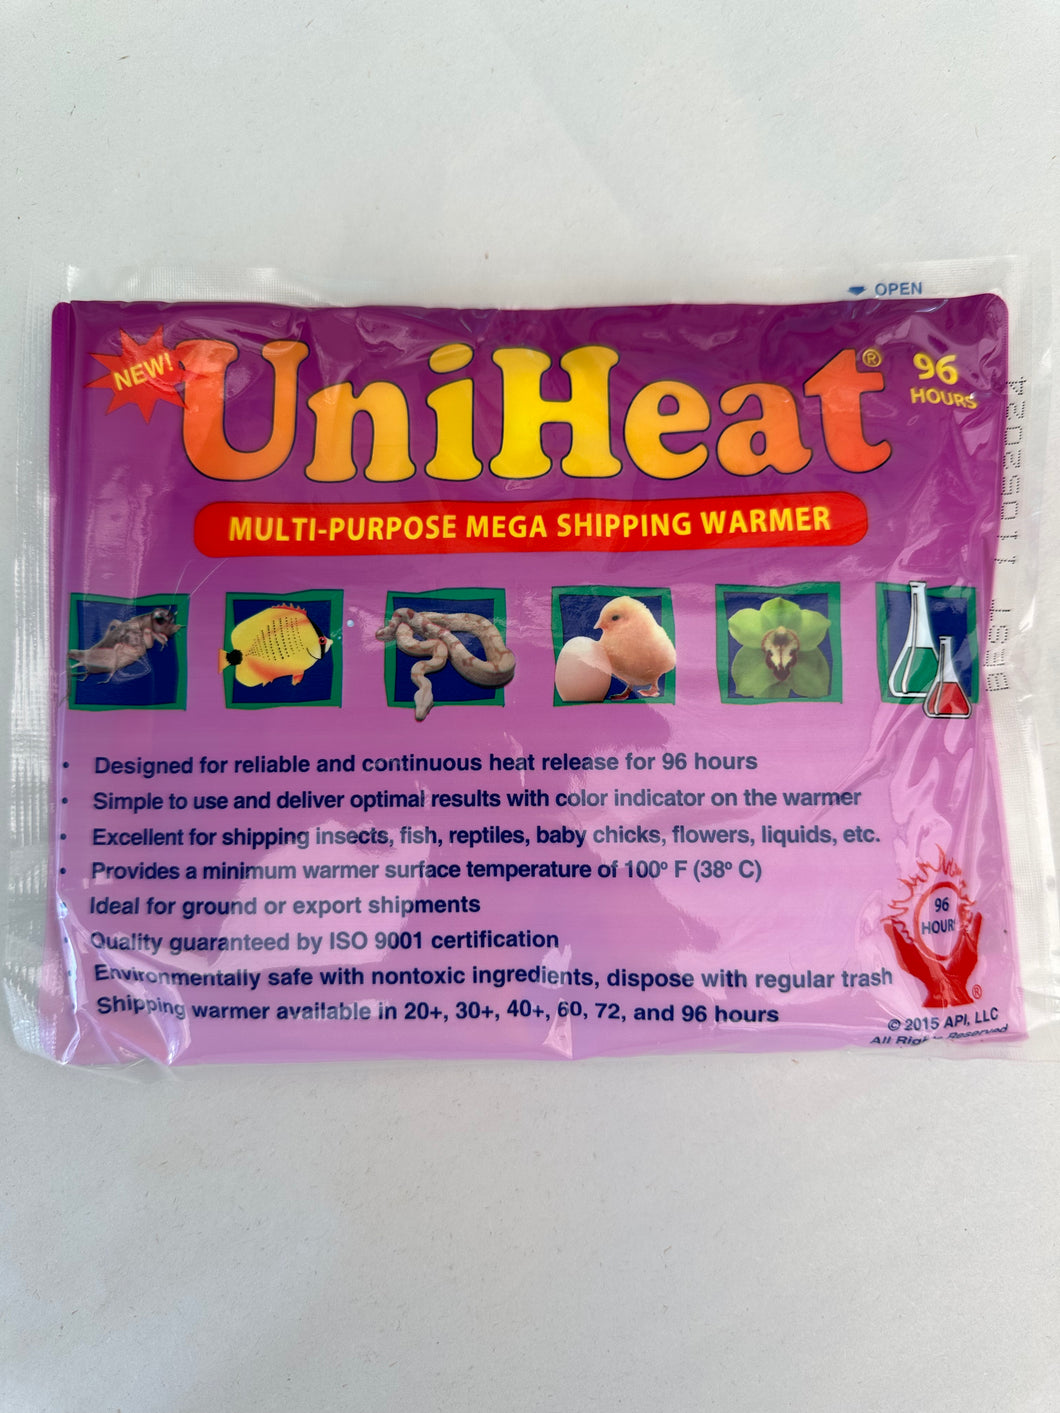 OPEN
NEW!
UniHeat®
96
HOURS
MULTI-PURPOSE MEGA SHIPPING WARMER
• Designed for reliable and continuous heat release for 96 hours
• Simple to use and deliver optimal results with color indicator on the warmer
• Excellent for shipping insects, fish, reptiles, baby chicks, flowers, liquids, etc.
• Provides a minimum warmer surface temperature of 100º F (38º C)
• Ideal for ground or export shipments
• Quality guaranteed by ISO 9001 certification
• Environmentally safe with nontoxic ingredients, dispose with regular trash
• Shipping warmer available in 20+, 30+, 40+, 60, 72, and 96 hours
96
HOURS
®
© 2015 API, LLC
All Rights Reserved